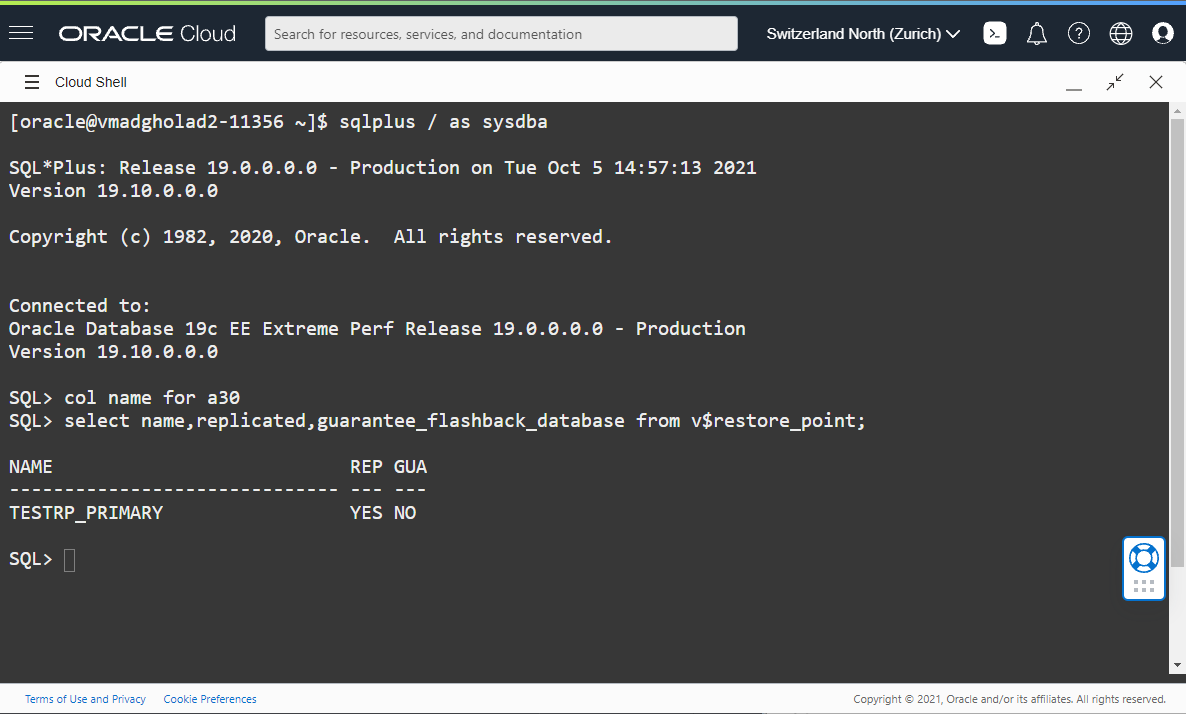 ORACLE Cloud
Search for resources, services, and documentation
Switzerland North (Zurich)
Cloud Shell
[oracle@vmadgholad2-11356 ~]$ sqlplus / as sysdba
SQL*Plus: Release 19.0.0.0.0 - Production on Tue Oct 5 14:57:13 2021
Version 19.10.0.0.0
Copyright (c) 1982, 2020, Oracle.  All rights reserved.
Connected to:
Oracle Database 19c EE Extreme Perf Release 19.0.0.0.0 - Production
Version 19.10.0.0.0
SQL> col name for a30
SQL> select name,replicated,guarantee_flashback_database from v$restore_point;
NAME                           REP GUA
------------------------------ --- ---
TESTRP_PRIMARY                 YES NO
SQL>
Terms of Use and Privacy Cookie Preferences Copyright © 2021, Oracle and/or its affiliates. All rights reserved.